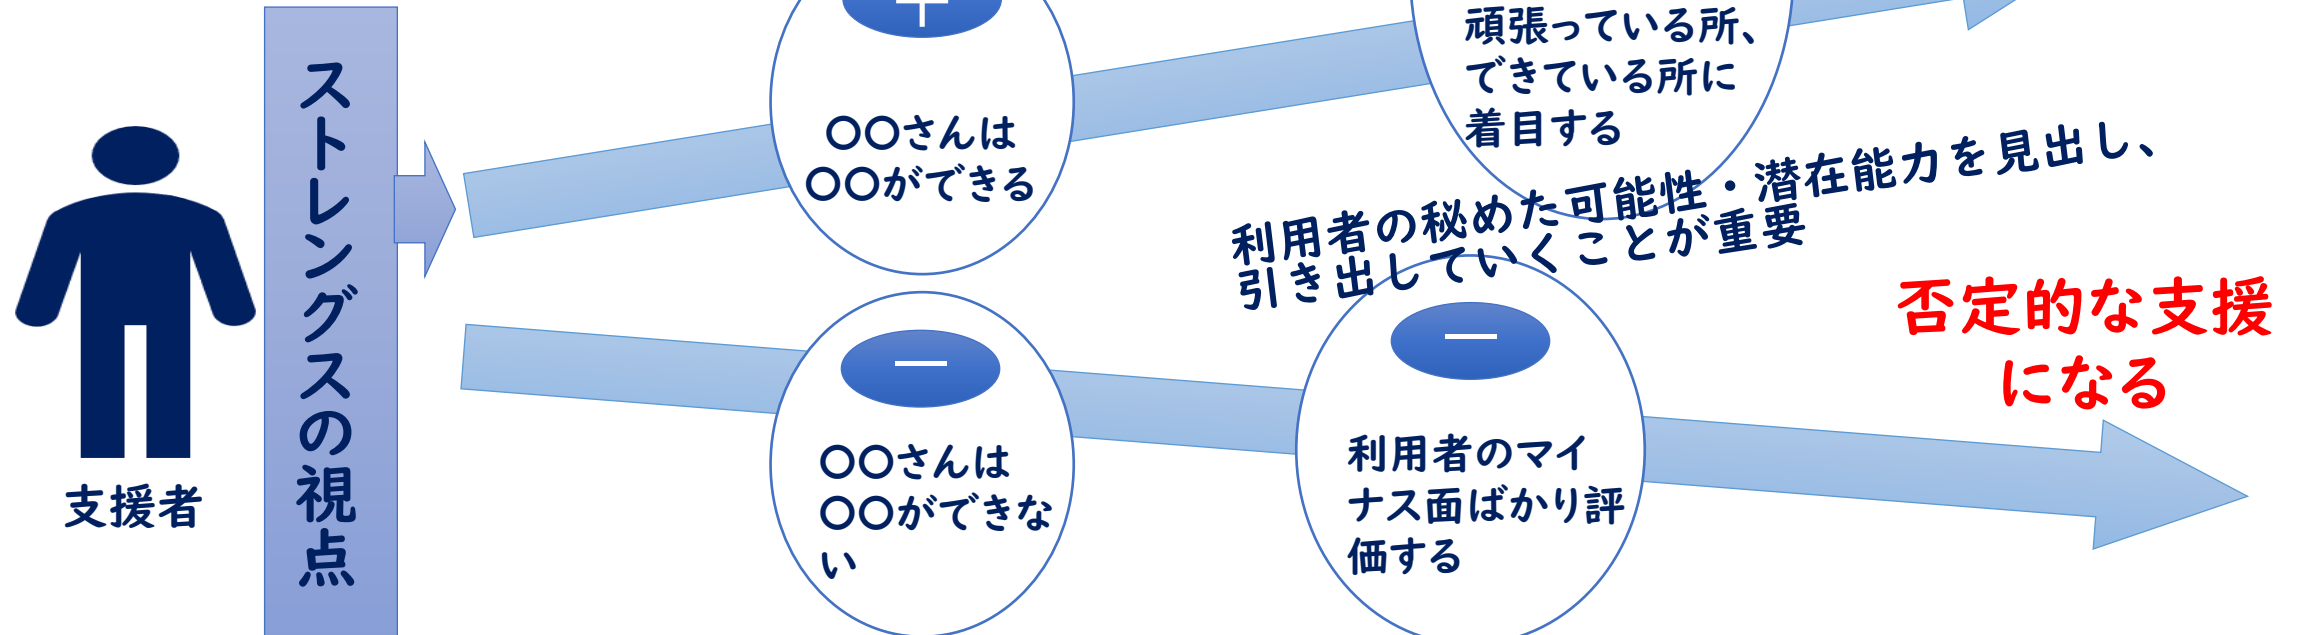 支援者
ストレングスの視点
＋
〇〇さんは
〇〇ができる
頑張っている所、
できている所に
着目する
利用者の秘めた可能性・潜在能力を見出し、
引き出していくことが重要
－
〇〇さんは
〇〇ができな
い
－
利用者のマイ
ナス面ばかり評
価する
否定的な支援
になる